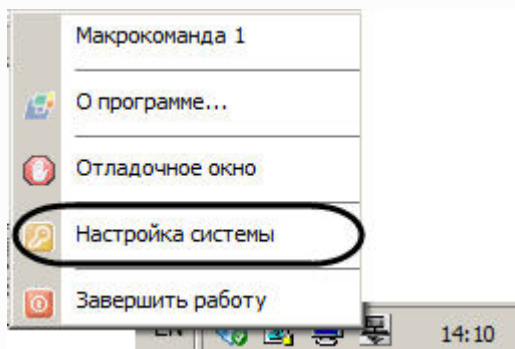 Макрокоманда 1
О программе...
Отладочное окно
Настройка системы
Завершить работу
EN 14:10